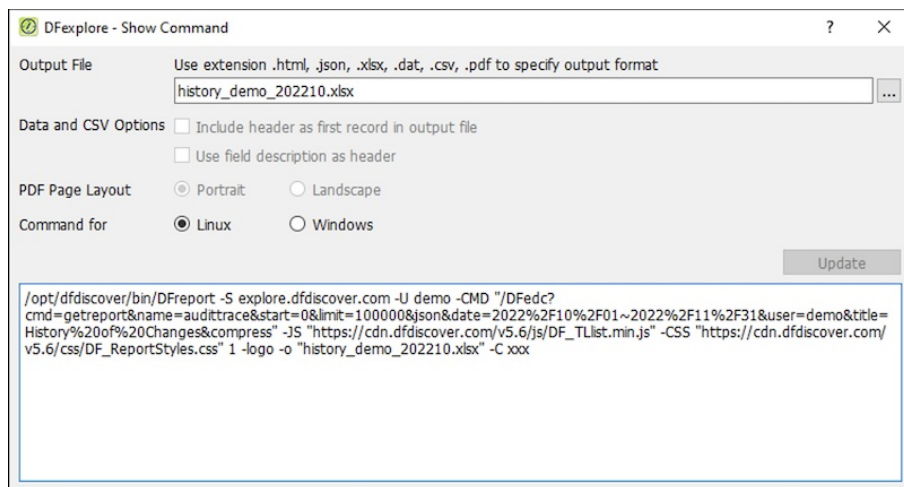 DFexplore - Show Command ? ×
Output File Use extension .html, .json, .xlsx, .dat, .csv, .pdf to specify output format
history_demo_202210.xlsx ...
Data and CSV Options Include header as first record in output file
Use field description as header
PDF Page Layout Portrait Landscape
Command for Linux Windows
Update
/opt/dfdiscover/bin/DFreport -S explore.dfdiscover.com -U demo -CMD "/DFedc?
cmd=getreport&name=audittrace&start=0&limit=100000&json&date=2022%2F10%2F01~2022%2F11%2F31&user=demo&title=
History%20of%20Changes&compress" -JS "https://cdn.dfdiscover.com/v5.6/js/DF_TLlist.min.js" -CSS "https://cdn.dfdiscover.com/
v5.6/css/DF_ReportStyles.css" 1 -logo -o "history_demo_202210.xlsx" -C xxx